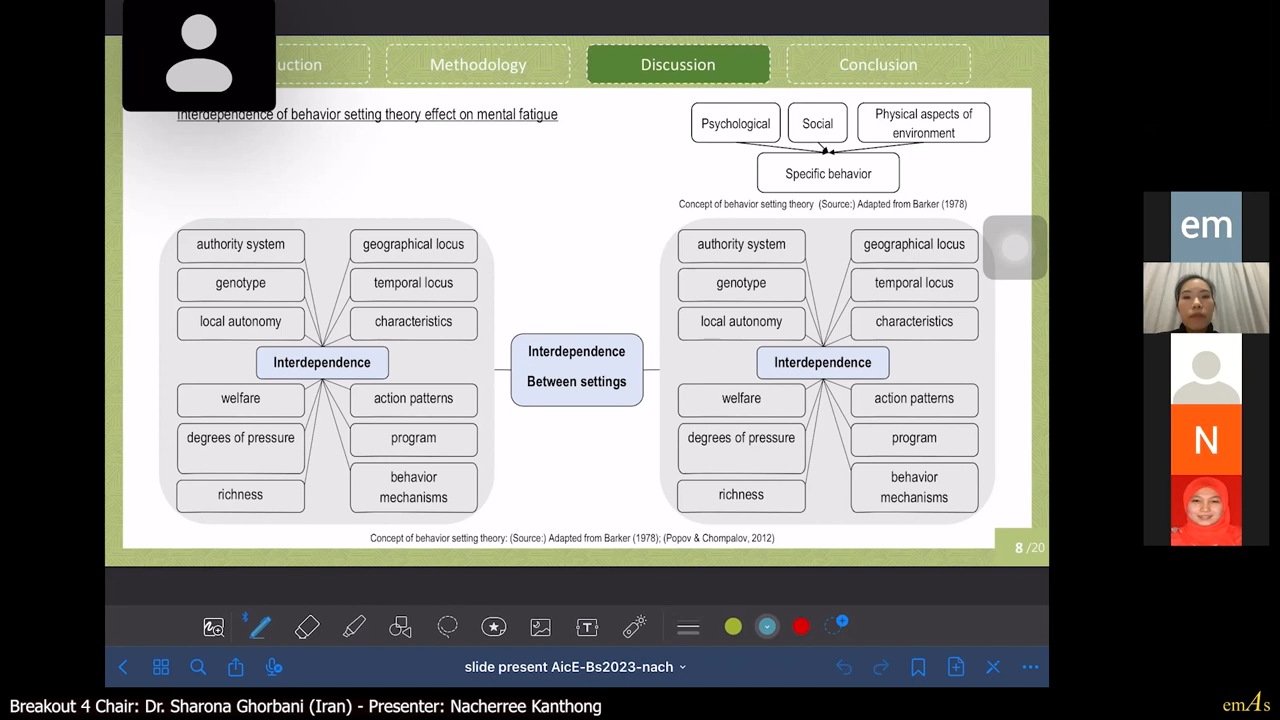 uction
Methodology
Discussion
Conclusion
Interdependence of behavior setting theory effect on mental fatigue
Psychological
Social
Physical aspects of
environment
Specific behavior
Concept of behavior setting theory (Source:) Adapted from Barker (1978)
authority system
geographical locus
genotype
temporal locus
local autonomy
characteristics
Interdependence
welfare
action patterns
degrees of pressure
program
richness
behavior
mechanisms
Interdependence
Between settings
authority system
geographical locus
genotype
temporal locus
local autonomy
characteristics
Interdependence
welfare
action patterns
degrees of pressure
program
richness
behavior
mechanisms
Concept of behavior setting theory: (Source:) Adapted from Barker (1978); (Popov & Chompalov, 2012)
8 /20
em
N
slide present AicE-Bs2023-nach
Breakout 4 Chair: Dr. Sharona Ghorbani (Iran) - Presenter: Nacherree Kanthong
emAs